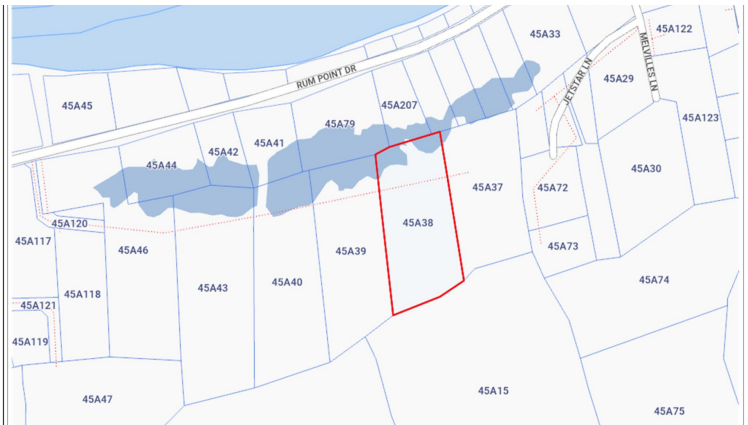 45A33
45A122
MELVILLES LN
JETSTAR LN
RUM POINT DR
45A29
45A45
45A207
45A123
45A79
45A41
45A42
45A44
45A30
45A37
45A72
45A120
45A38
45A117
45A46
45A39
45A73
45A43
45A40
45A74
45A118
45A121
45A119
45A15
45A47
45A75